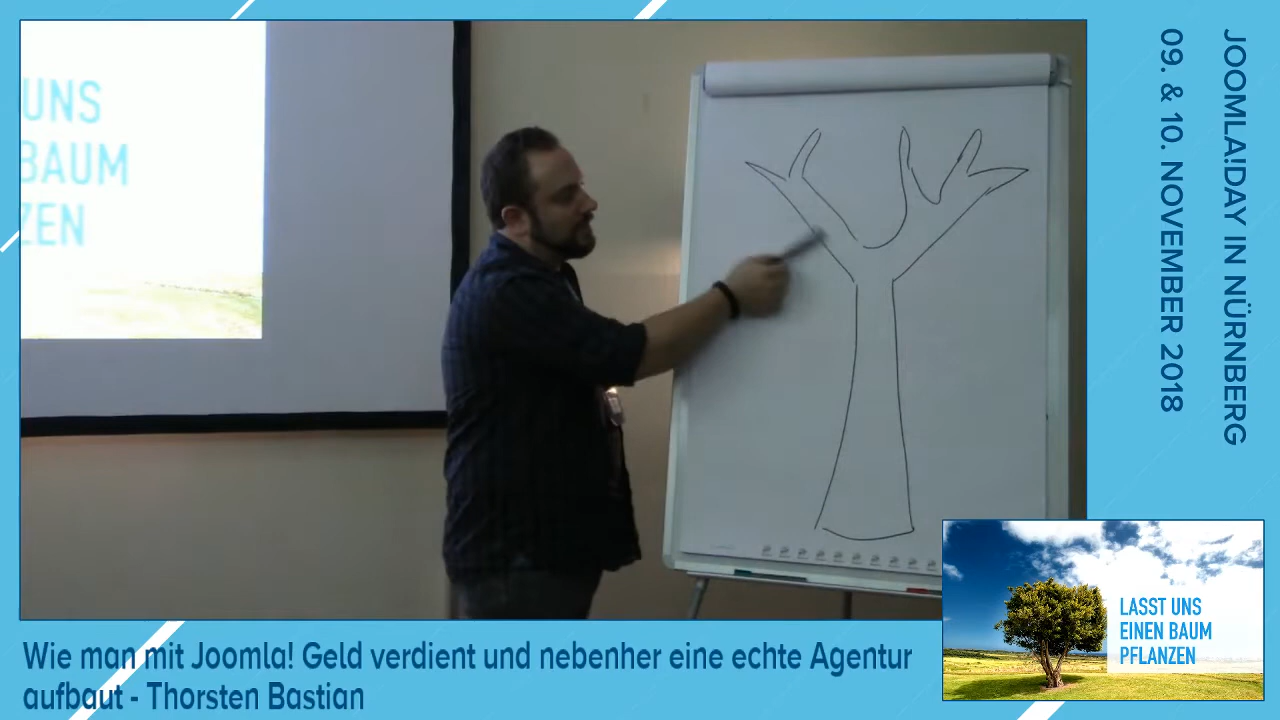 UNS
BAUM
ZEN
JOOMLA!DAY IN NÜRNBERG
09. & 10. NOVEMBER 2018
LASST UNS
EINEN BAUM
PFLANZEN
Wie man mit Joomla! Geld verdient und nebenher eine echte Agentur
aufbaut - Thorsten Bastian